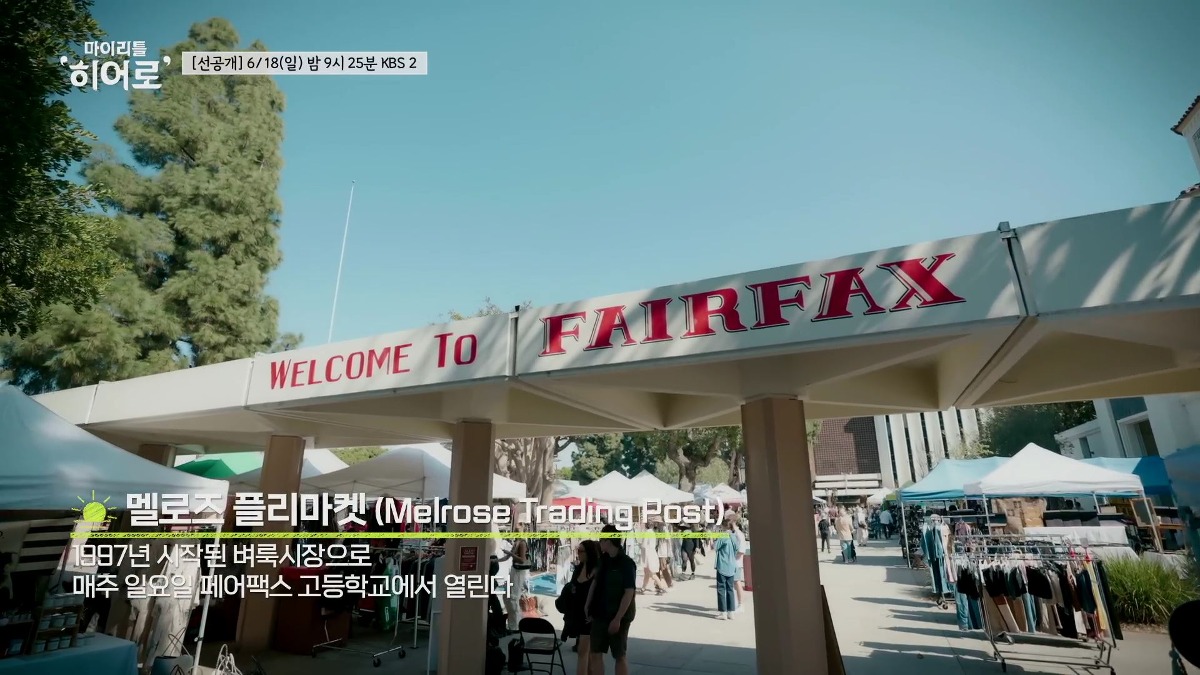 마이리틀
'히어로'
[선공개] 6/18(일) 밤 9시 25분 KBS 2
WELCOME TO FAIRFAX
멜로즈 플리마켓 (Melrose Trading Post)
1997년 시작된 벼룩시장으로
매주 일요일 페어팩스 고등학교에서 열린다